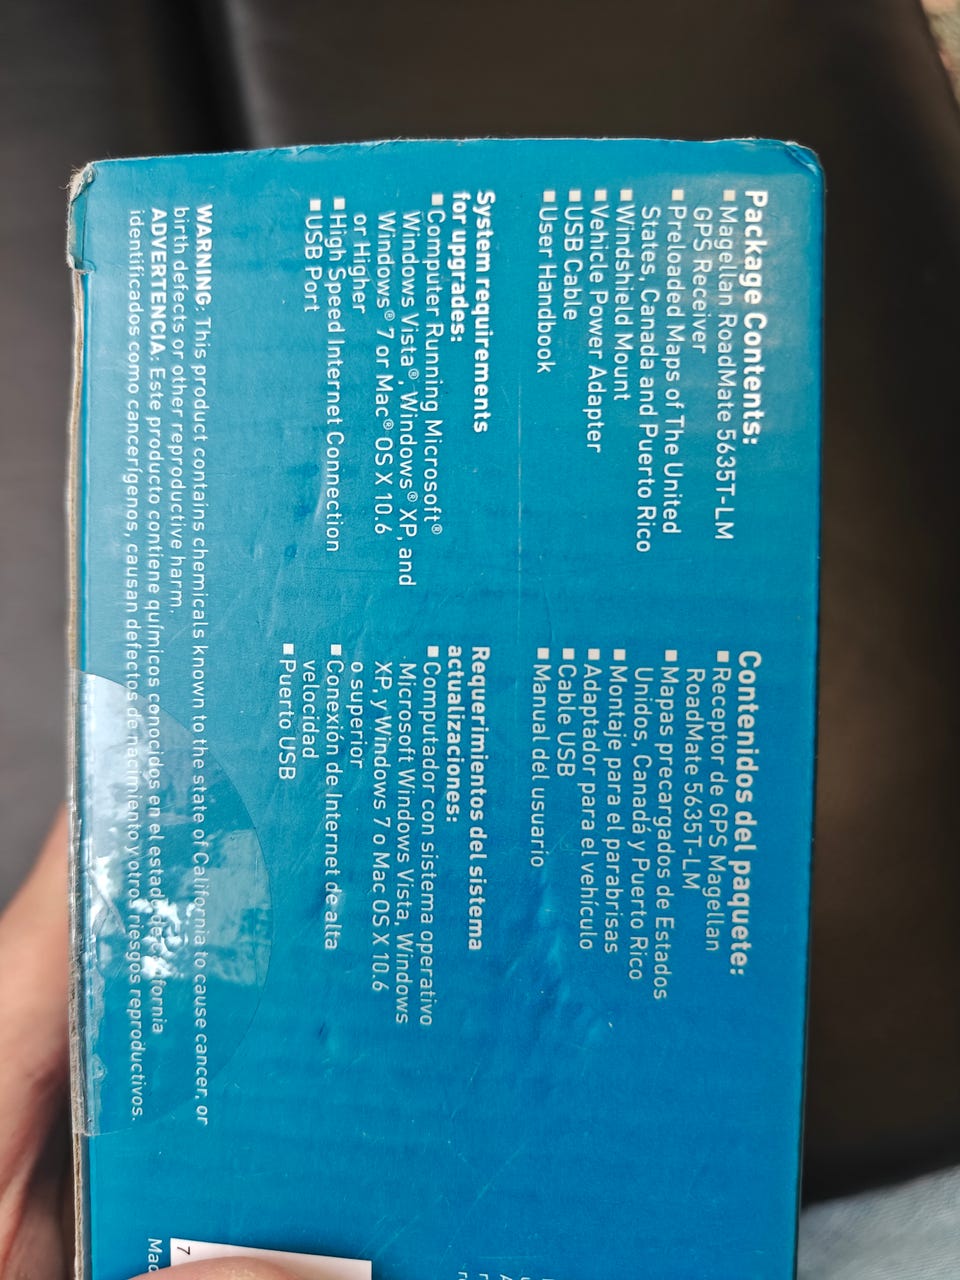 Package Contents:
■ Magellan RoadMate 5635T-LM
GPS Receiver
■ Preloaded Maps of The United
States, Canada and Puerto Rico
■ Windshield Mount
■ Vehicle Power Adapter
■ USB Cable
■ User Handbook
System requirements
for upgrades:
■ Computer Running Microsoft®
Windows Vista®, Windows® XP, and
Windows® 7 or Mac® OS X 10.6
or Higher
■ High Speed Internet Connection
■ USB Port
Contenidos del paquete:
■ Receptor de GPS Magellan
RoadMate 5635T-LM
■ Mapas precargados de Estados
Unidos, Canadá y Puerto Rico
■ Montaje para el parabrisas
■ Adaptador para el vehículo
■ Cable USB
■ Manual del usuario
Requerimientos del sistema
actualizaciones:
■ Computador con sistema operativo
Microsoft Windows Vista, Windows
XP, y Windows 7 o Mac OS X 10.6
o superior
■ Conexión de Internet de alta
velocidad
■ Puerto USB
WARNING: This product contains chemicals known to the state of California to cause cancer, or
birth defects or other reproductive harm.
ADVERTENCIA: Este producto contiene químicos conocidos en el estado de California
identificados como cancerígenos, causan defectos de nacimiento y otros riesgos reproductivos.
7